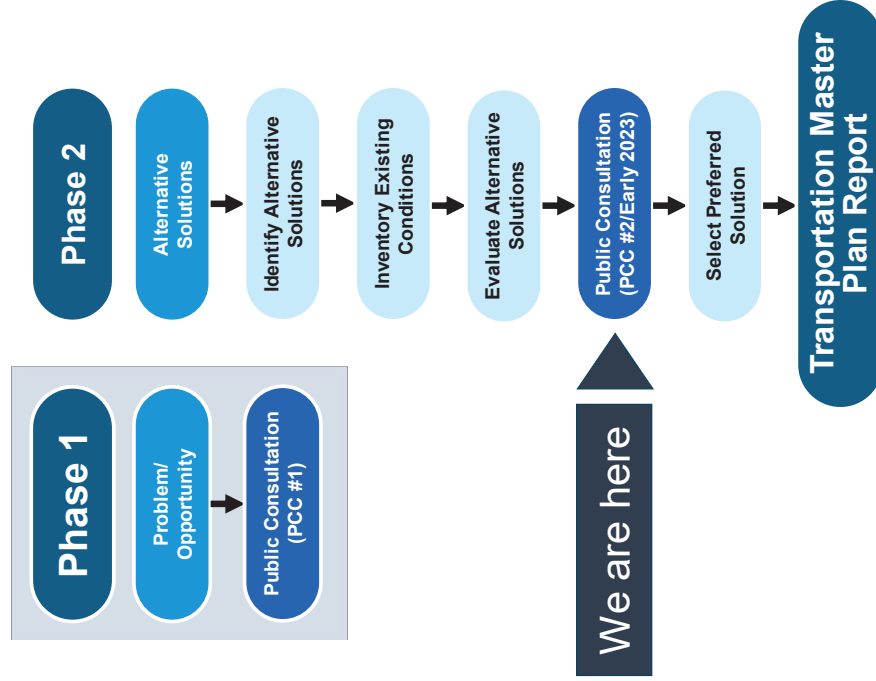 Phase 1
Problem/
Opportunity
Public Consultation
(PCC #1)
Phase 2
Alternative
Solutions
Identify Alternative
Solutions
Inventory Existing
Conditions
Evaluate Alternative
Solutions
Public Consultation
(PCC #2/Early 2023)
Select Preferred
Solution
Transportation Master
Plan Report
We are here